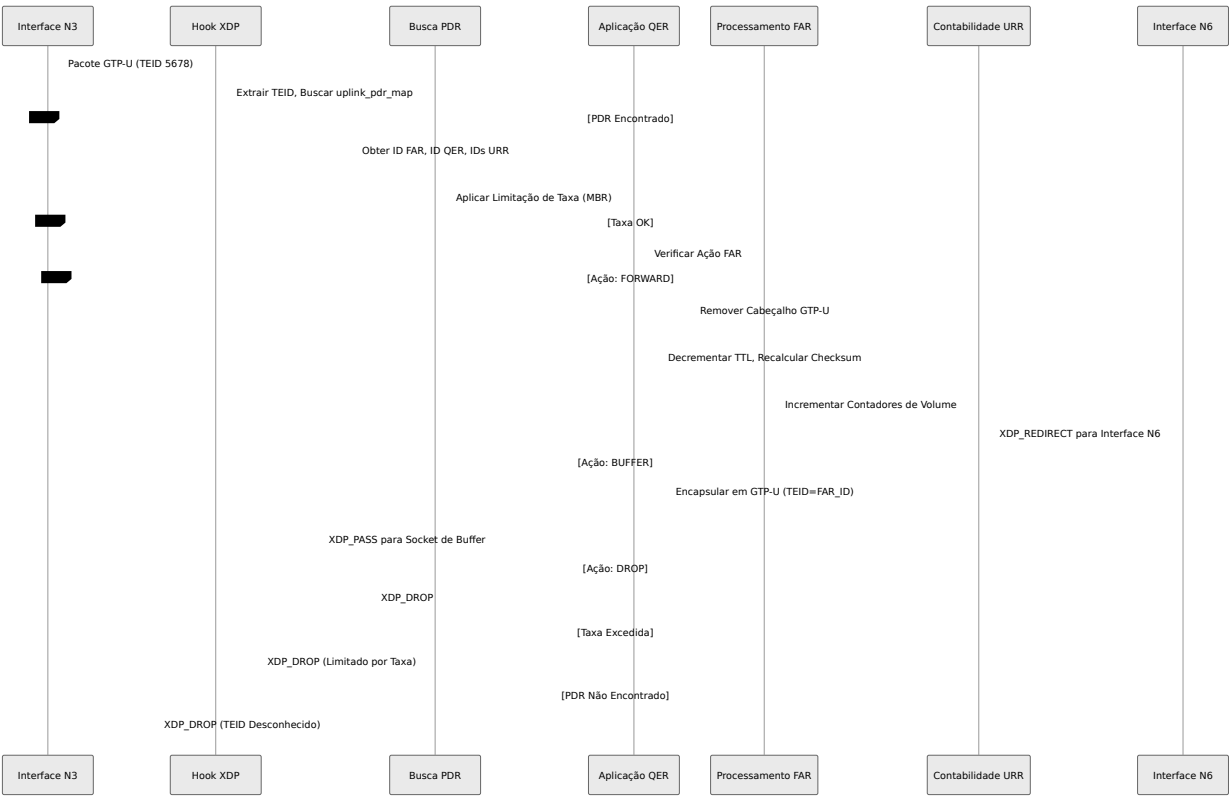 Interface N3
Hook XDP
Busca PDR
Aplicação QER
Processamento FAR
Contabilidade URR
Interface N6
Pacote GTP-U (TEID 5678)
Extrair TEID, Buscar uplink_pdr_map
[PDR Encontrado]
Obter ID FAR, ID QER, IDs URR
Aplicar Limitação de Taxa (MBR)
[Taxa OK]
Verificar Ação FAR
[Ação: FORWARD]
Remover Cabeçalho GTP-U
Decrementar TTL, Recalcular Checksum
Incrementar Contadores de Volume
XDP_REDIRECT para Interface N6
[Ação: BUFFER]
Encapsular em GTP-U (TEID=FAR_ID)
XDP_PASS para Socket de Buffer
[Ação: DROP]
XDP_DROP
[Taxa Excedida]
XDP_DROP (Limitado por Taxa)
[PDR Não Encontrado]
XDP_DROP (TEID Desconhecido)
Interface N3
Hook XDP
Busca PDR
Aplicação QER
Processamento FAR
Contabilidade URR
Interface N6